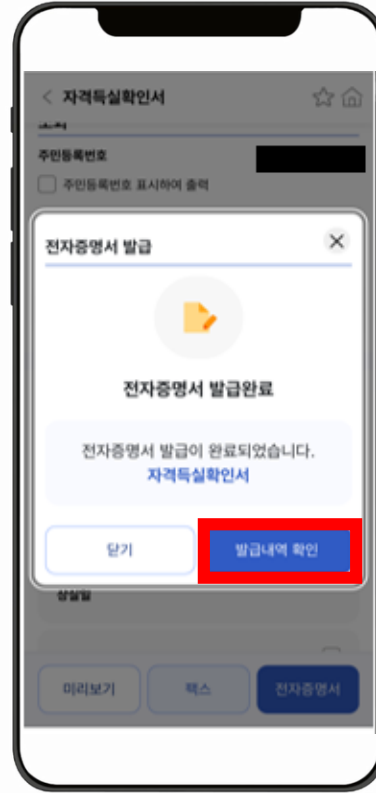 자격득실확인서
주민등록번호
주민등록번호 표시하여 출력
전자증명서 발급
전자증명서 발급완료
전자증명서 발급이 완료되었습니다.
자격득실확인서
닫기
발급내역 확인
상실일
미리보기
팩스
전자증명서